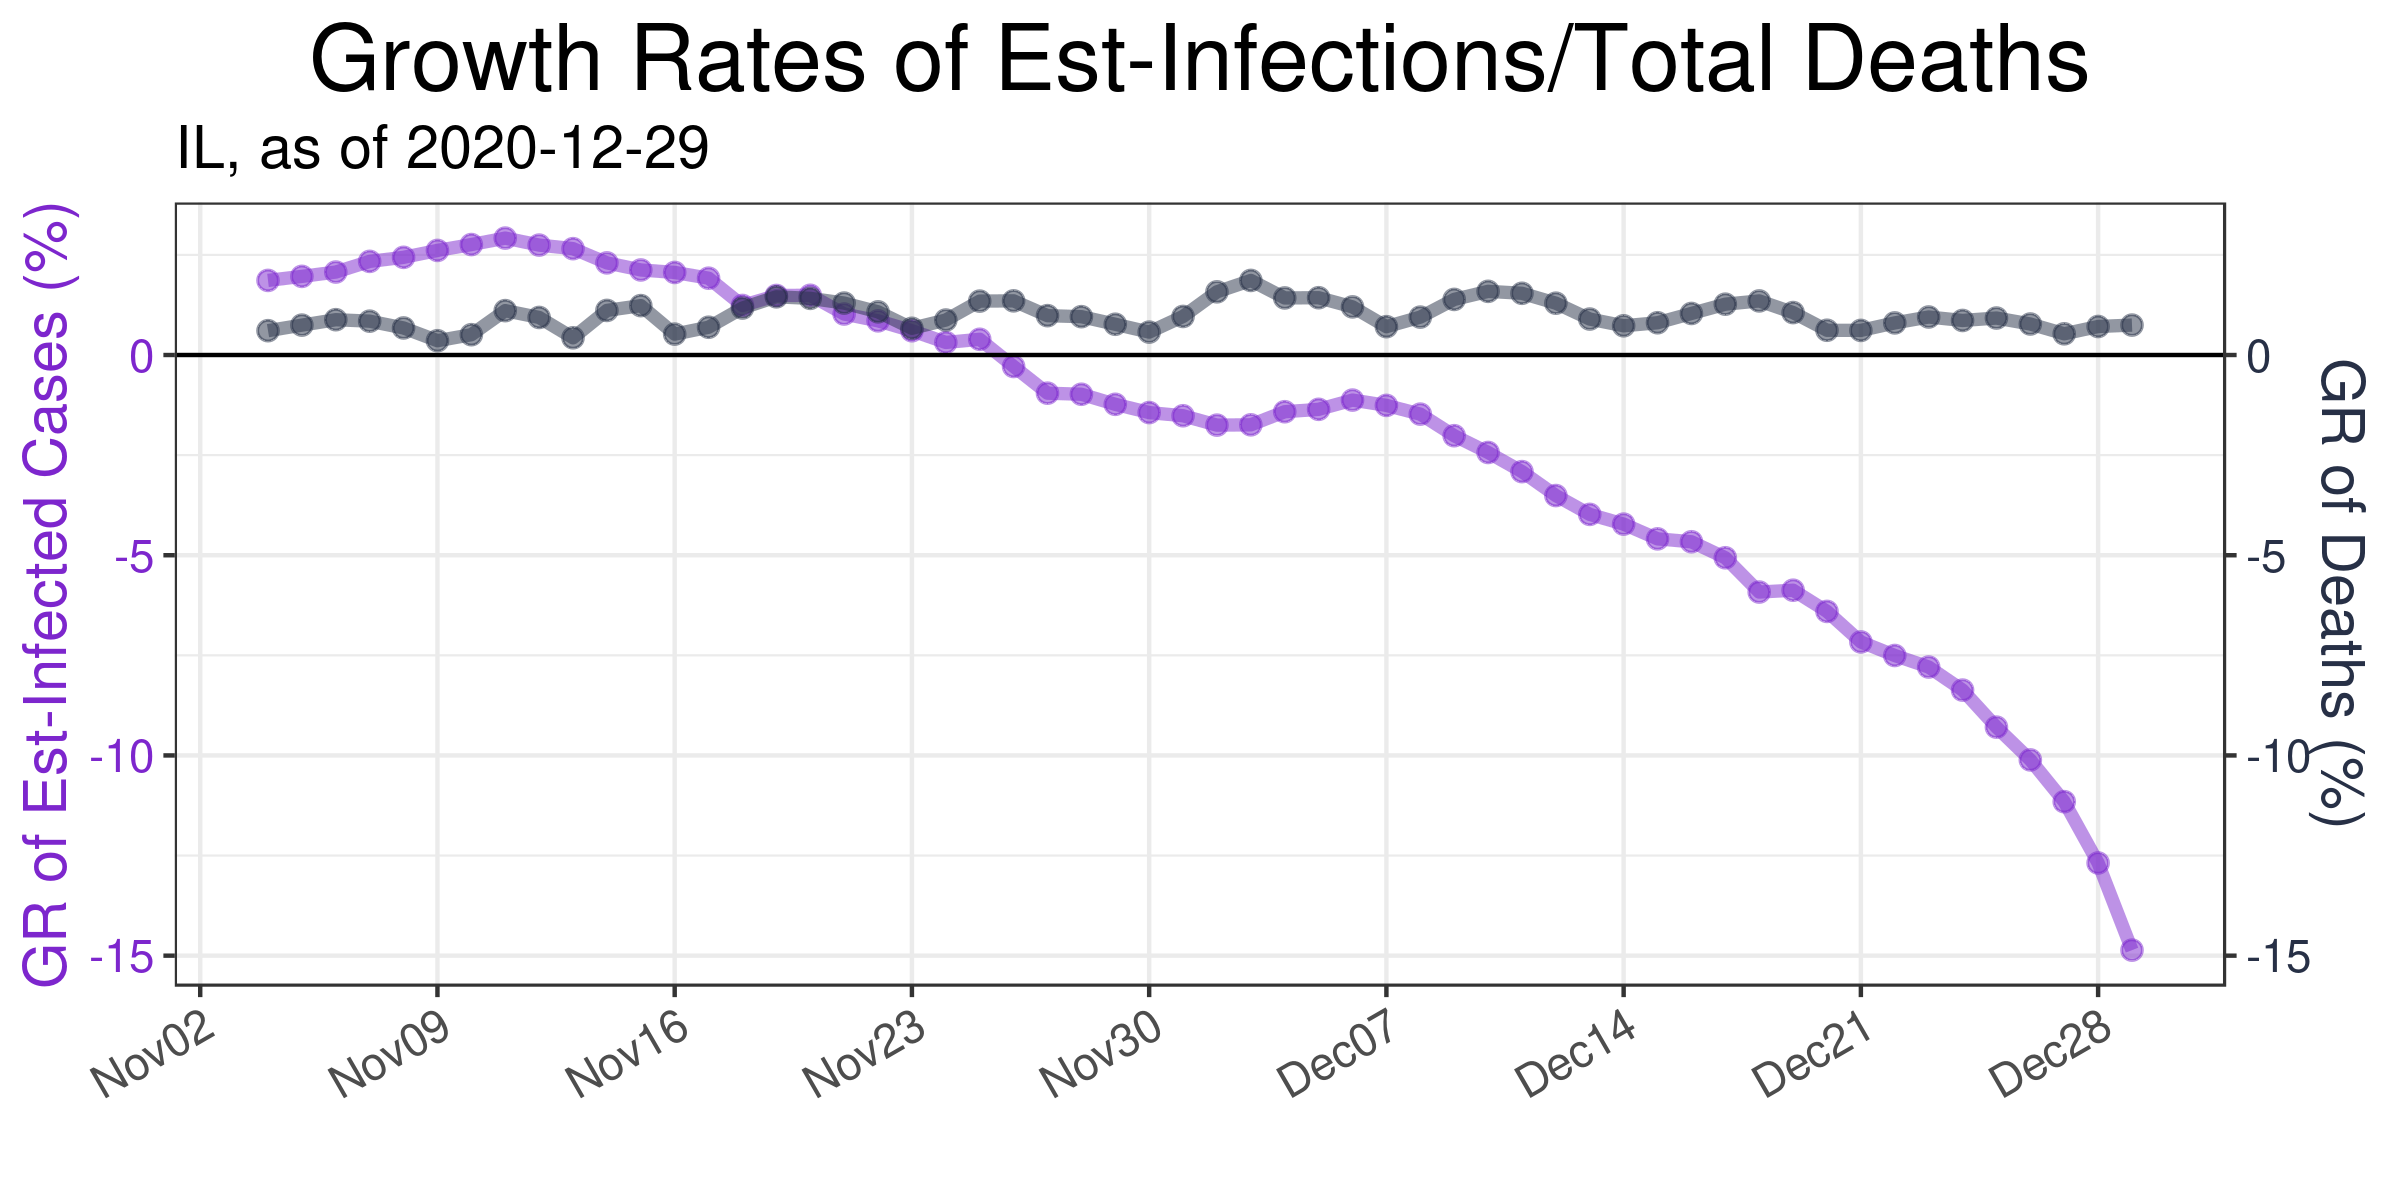 Growth Rates of Est-Infections/Total Deaths
IL, as of 2020-12-29
GR of Est-Infected Cases (%)
0
-5
-10
-15
0
-5
-10
-15
GR of Deaths (%)
Nov02
Nov09
Nov16
Nov23
Nov30
Dec07
Dec14
Dec21
Dec28